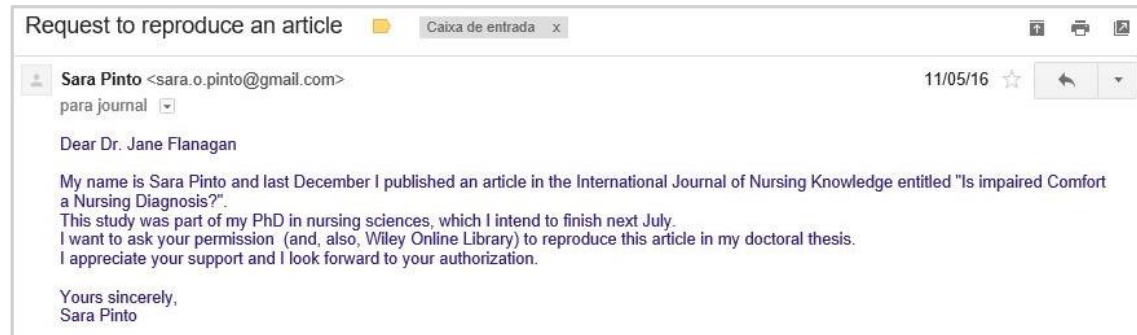 Request to reproduce an article Caixa de entrada x
Sara Pinto <sara.o.pinto@gmail.com> 11/05/16
para journal
Dear Dr. Jane Flanagan
My name is Sara Pinto and last December I published an article in the International Journal of Nursing Knowledge entitled "Is impaired Comfort
a Nursing Diagnosis?".
This study was part of my PhD in nursing sciences, which I intend to finish next July.
I want to ask your permission (and, also, Wiley Online Library) to reproduce this article in my doctoral thesis.
I appreciate your support and I look forward to your authorization.
Yours sincerely,
Sara Pinto